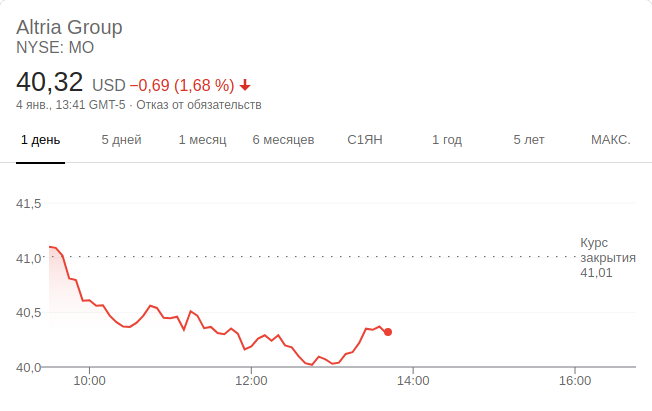 Altria Group
NYSE: MO
40,32 USD −0,69 (1,68 %)
4 янв., 13:41 GMT-5 · Отказ от обязательств
1 день 5 дней 1 месяц 6 месяцев С1ЯН 1 год 5 лет МАКС.
41,5
Курс
41,0 закрытия
41,01
40,5
40,0
10:00 12:00 14:00 16:00